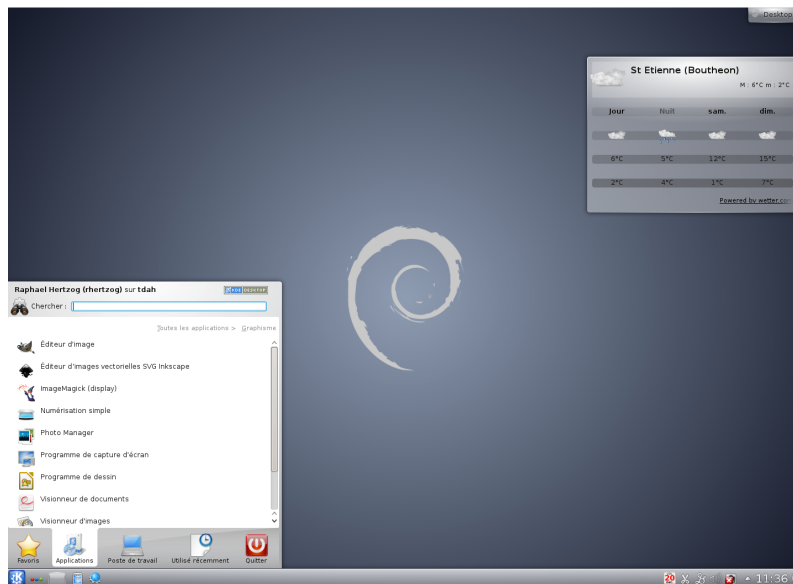 Desktop
St Etienne (Boutheon)
M : 6°C m : 2°C
Jour Nuit sam. dim.
6°C 5°C 12°C 15°C
2°C 4°C 1°C 7°C
Powered by wetter.com
Raphael Hertzog (rhertzog) sur tdah
KDE DESKTOP
Chercher :
Toutes les applications > Graphisme
Éditeur d'image
Éditeur d'images vectorielles SVG Inkscape
ImageMagick (display)
Numérisation simple
Photo Manager
Programme de capture d'écran
Programme de dessin
Visionneur de documents
Visionneur d'images
Favoris Applications Poste de travail Utilisé récemment Quitter
20 11:36